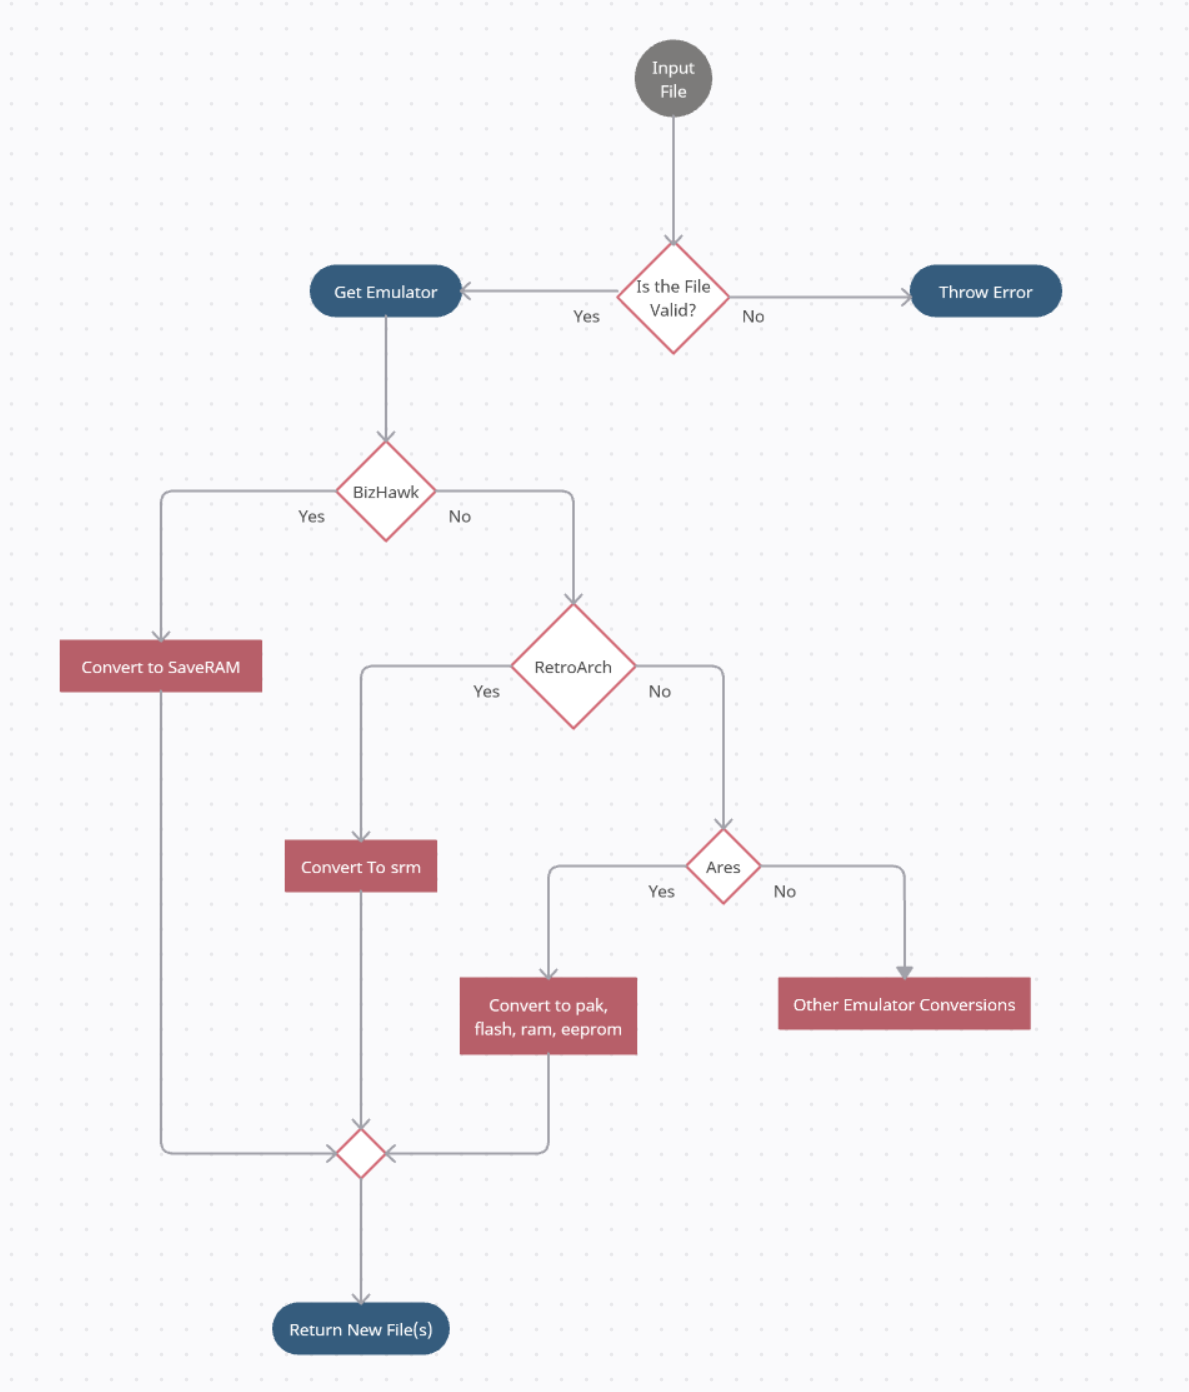 Input
File
Is the File
Valid?
Get Emulator
Throw Error
Yes
No
BizHawk
Yes
No
Convert to SaveRAM
RetroArch
Yes
No
Convert To srm
Ares
Yes
No
Convert to pak,
flash, ram, eeprom
Other Emulator Conversions
Return New File(s)